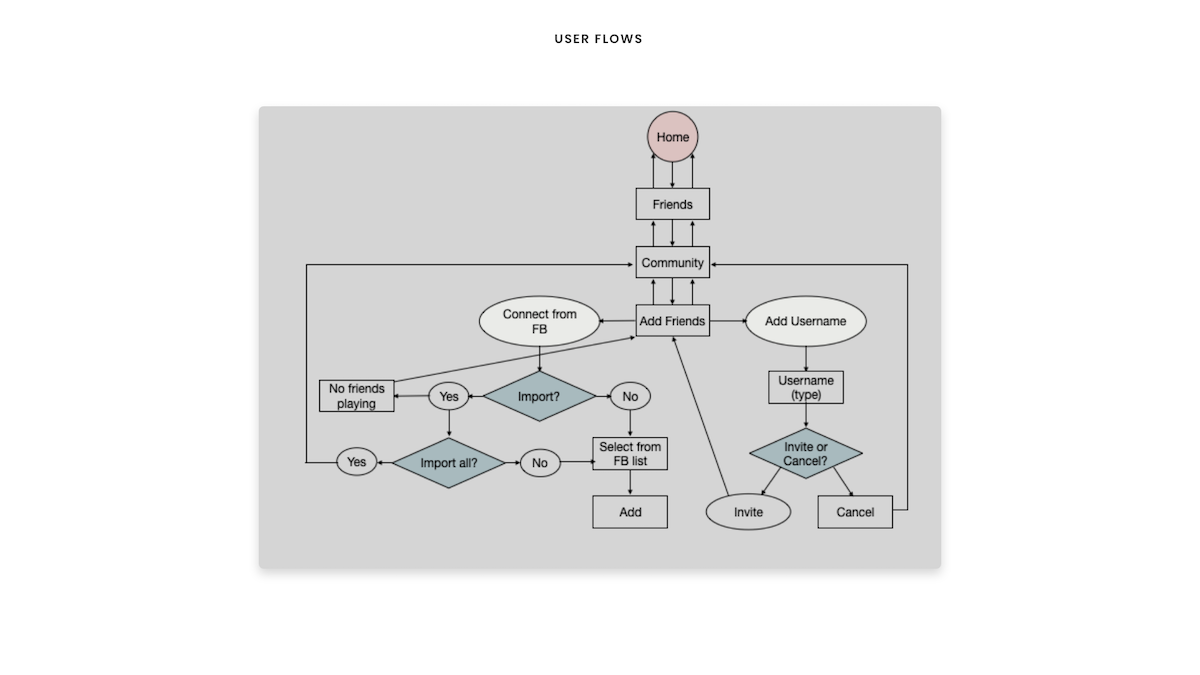 USER FLOWS
Home
Friends
Community
Connect from
FB
Add Friends
Add Username
No friends
playing
Yes
Import?
No
Username
(type)
Yes
Import all?
No
Select from
FB list
Invite or
Cancel?
Add
Invite
Cancel